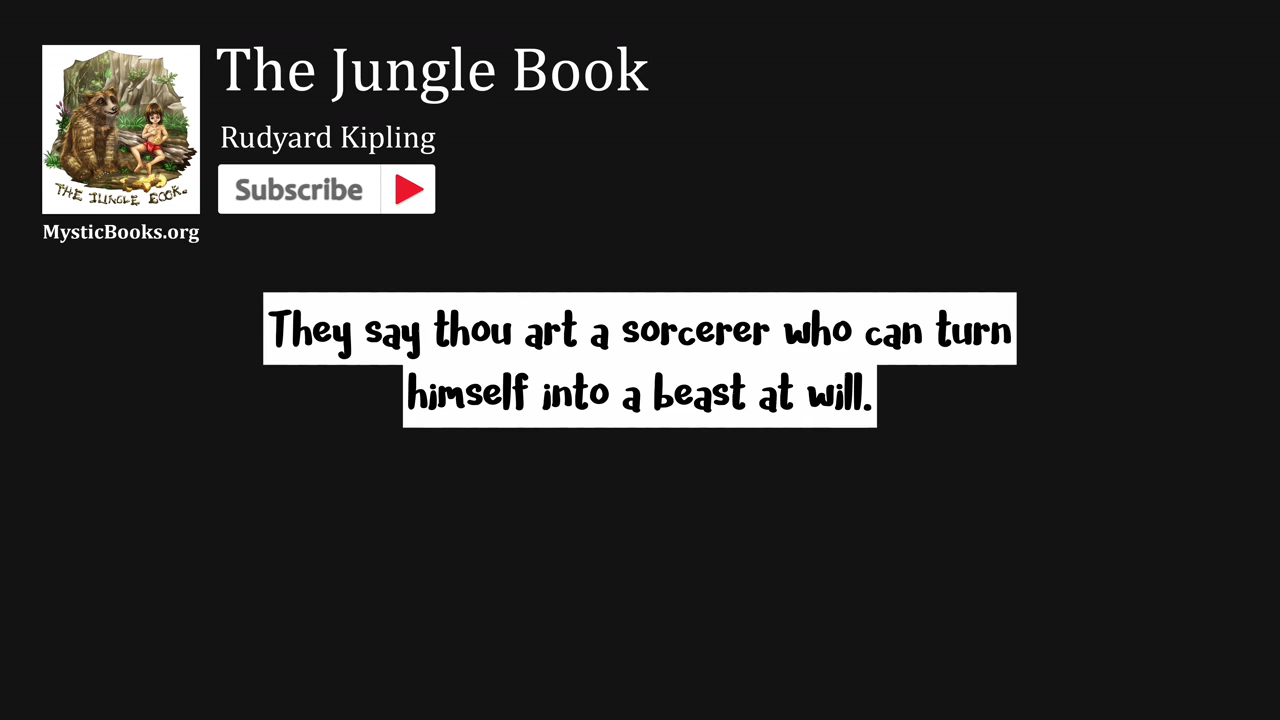 The Jungle Book
Rudyard Kipling
Subscribe
THE JUNGLE BOOK.
MysticBooks.org
They say thou art a sorcerer who can turn
himself into a beast at will.